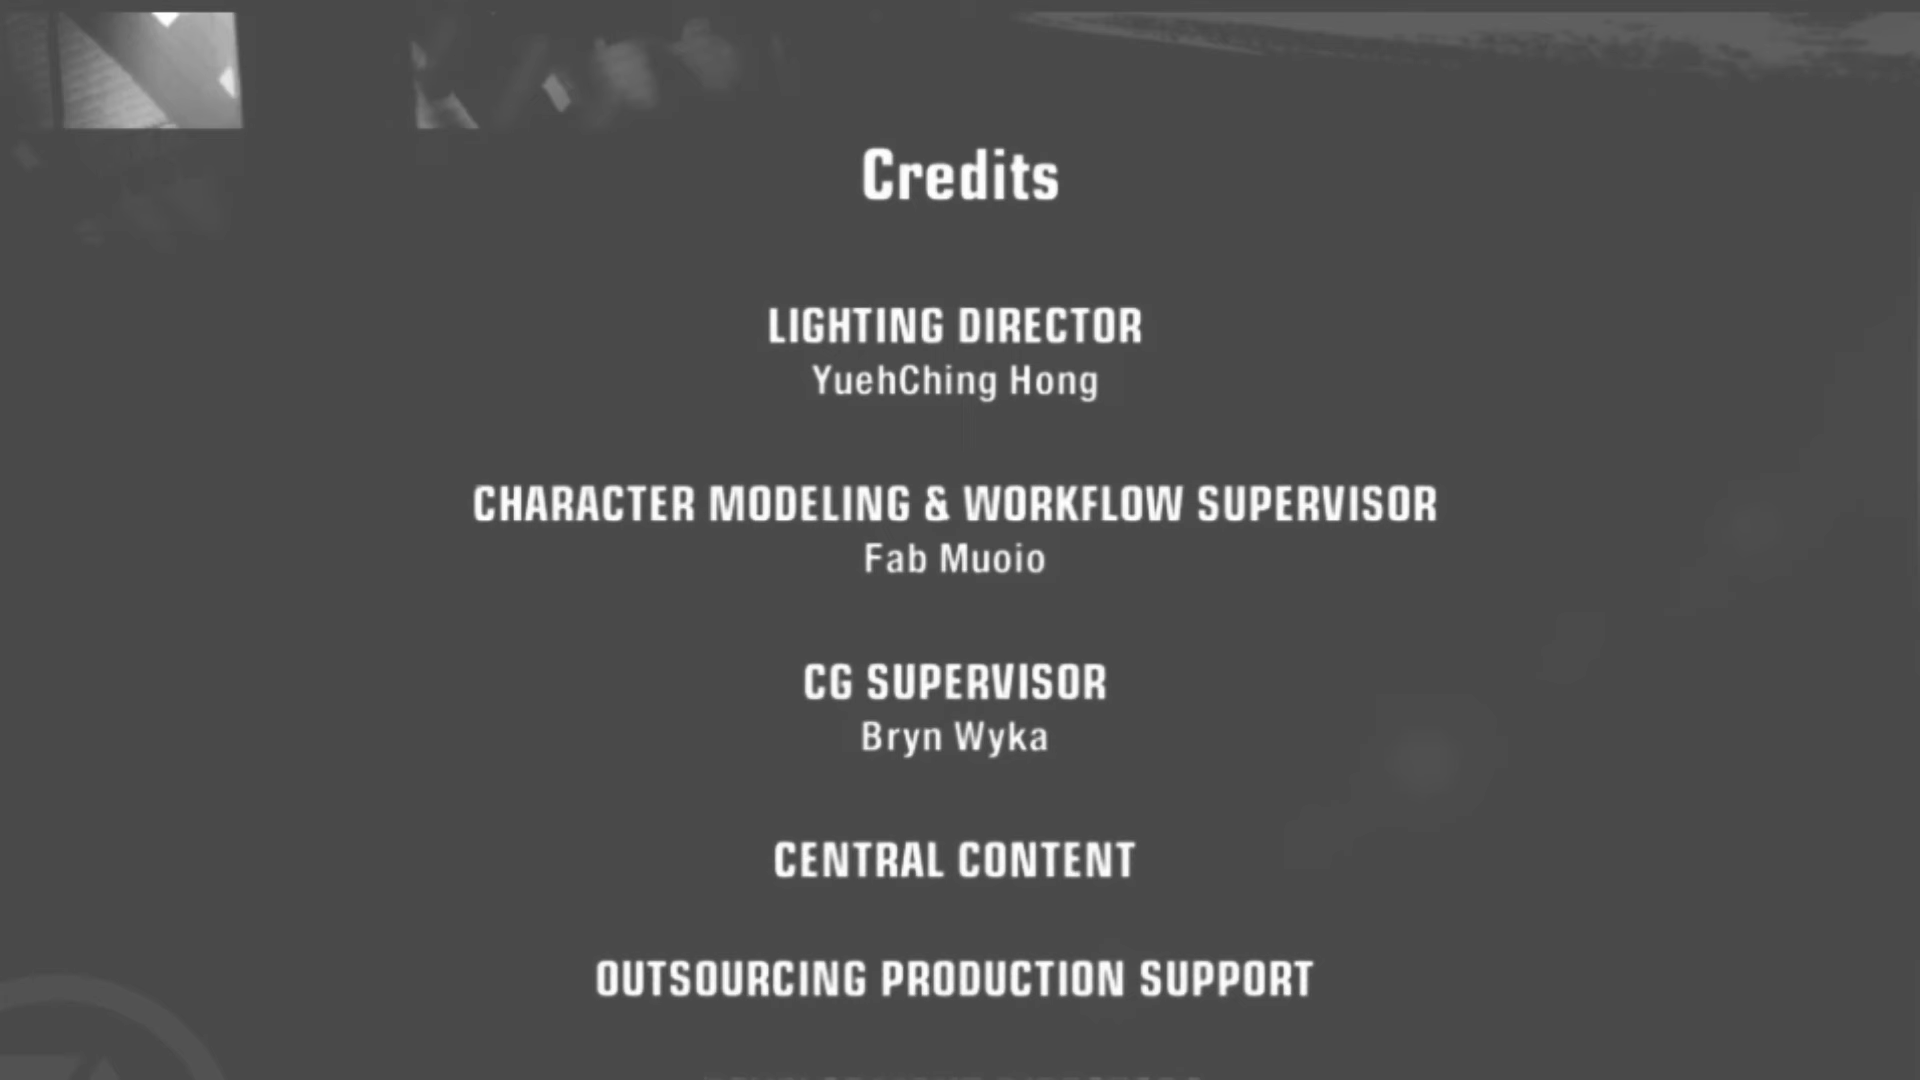 Credits
LIGHTING DIRECTOR
YuehChing Hong
CHARACTER MODELING & WORKFLOW SUPERVISOR
Fab Muoio
CG SUPERVISOR
Bryn Wyka
CENTRAL CONTENT
OUTSOURCING PRODUCTION SUPPORT